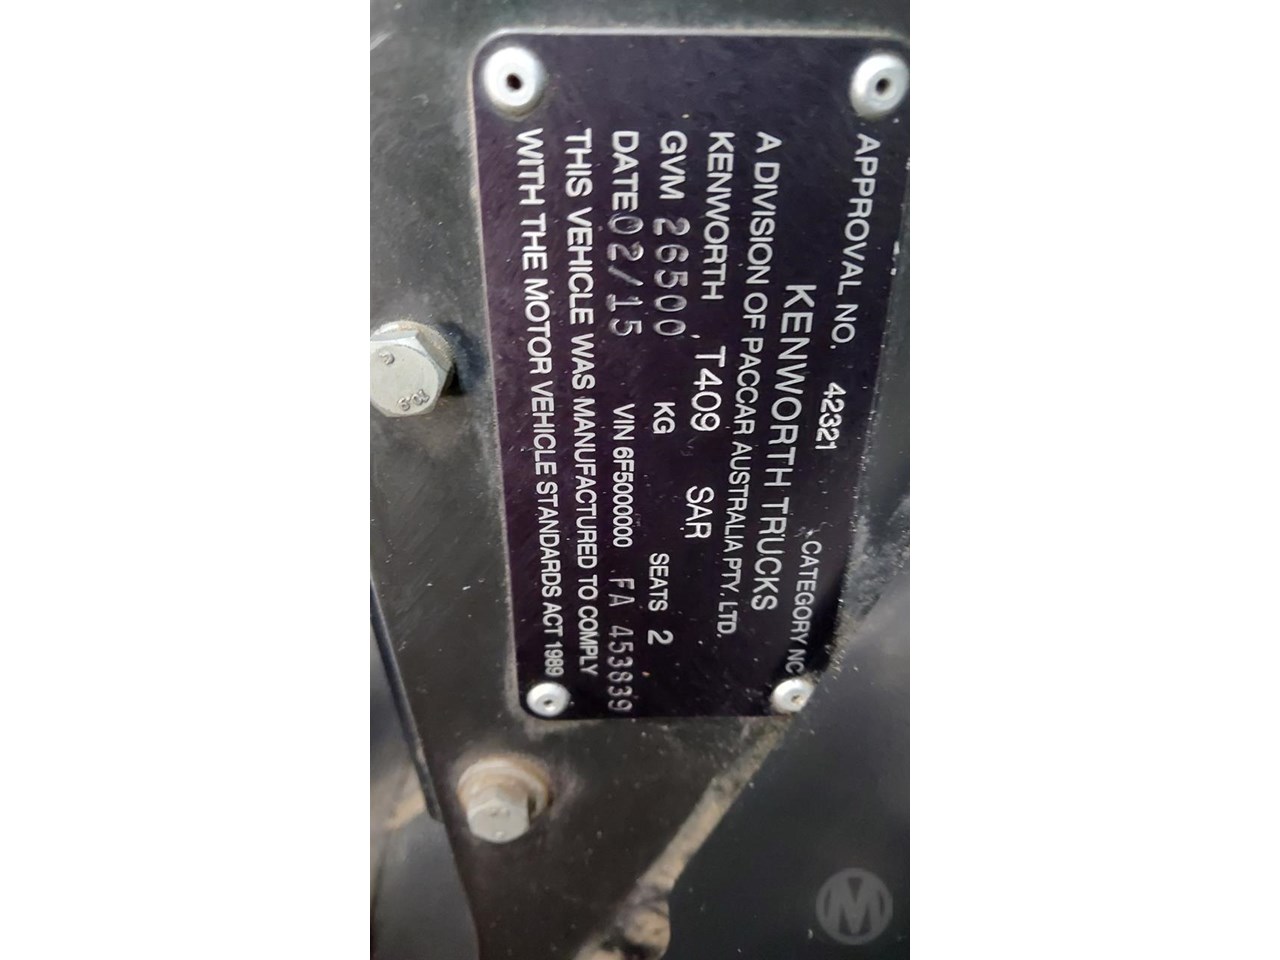 APPROVAL NO. 42321 CATEGORY NC
KENWORTH TRUCKS
A DIVISION OF PACCAR AUSTRALIA PTY. LTD.
KENWORTH T409 SAR
GVM 26500 KG SEATS 2
DATE 02/15 VIN 6F5000000 FA 453839
THIS VEHICLE WAS MANUFACTURED TO COMPLY
WITH THE MOTOR VEHICLE STANDARDS ACT 1989
10.9
M